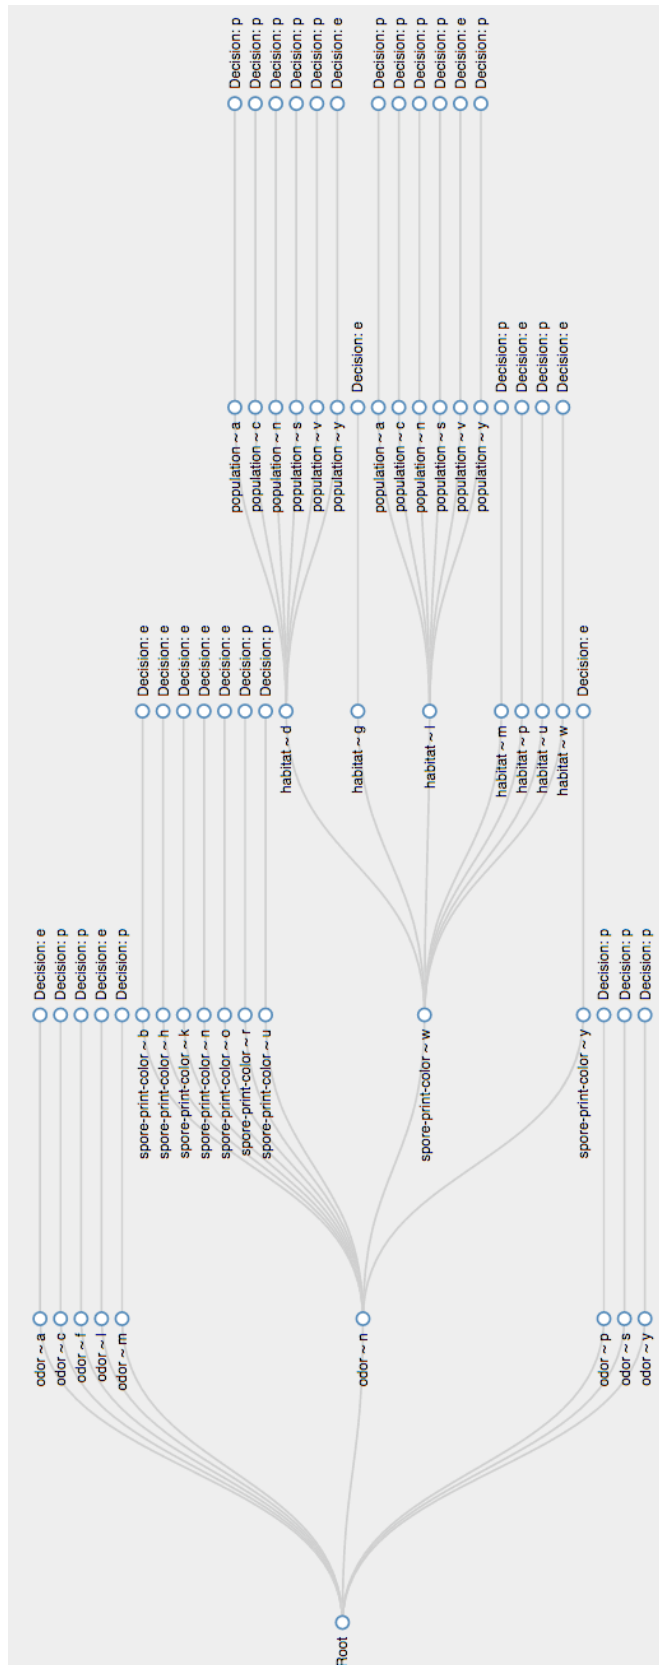 Decision: p
Decision: p
Decision: p
Decision: p
Decision: p
Decision: e
Decision: p
Decision: p
Decision: p
Decision: p
Decision: e
Decision: p
population ~ a
population ~ c
population ~ n
population ~ s
population ~ v
population ~ y
Decision: e
population ~ a
population ~ c
population ~ n
population ~ s
population ~ v
population ~ y
Decision: p
Decision: e
Decision: p
Decision: e
Decision: e
Decision: e
Decision: e
Decision: e
Decision: e
Decision: p
Decision: p
habitat ~ d
habitat ~ g
habitat ~ l
habitat ~ m
habitat ~ p
habitat ~ u
habitat ~ w
Decision: e
Decision: e
Decision: p
Decision: p
Decision: e
Decision: p
spore-print-color ~ b
spore-print-color ~ h
spore-print-color ~ k
spore-print-color ~ n
spore-print-color ~ o
spore-print-color ~ r
spore-print-color ~ u
spore-print-color ~ w
spore-print-color ~ y
Decision: p
Decision: p
Decision: p
odor ~ a
odor ~ c
odor ~ f
odor ~ l
odor ~ m
odor ~ n
odor ~ p
odor ~ s
odor ~ y
Root